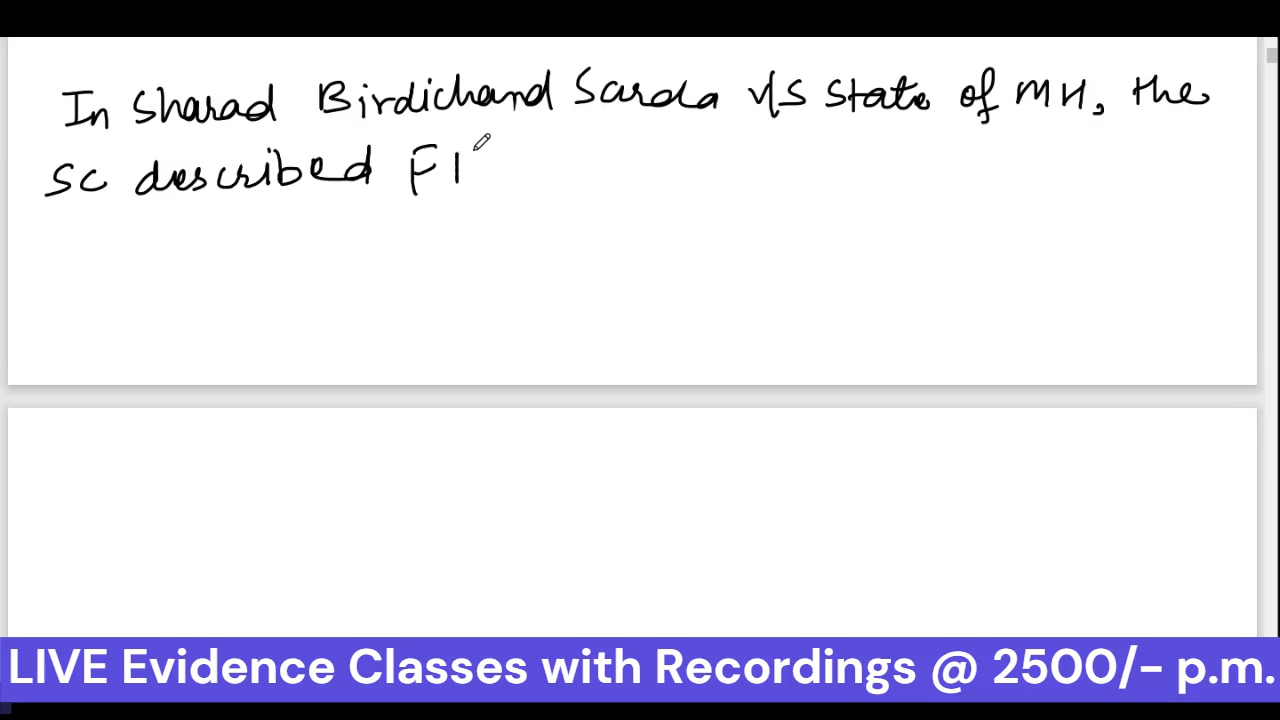 In Sharad Birdichand Sarda v/s State of MH, the
SC described FI
LIVE Evidence Classes with Recordings @ 2500/- p.m.